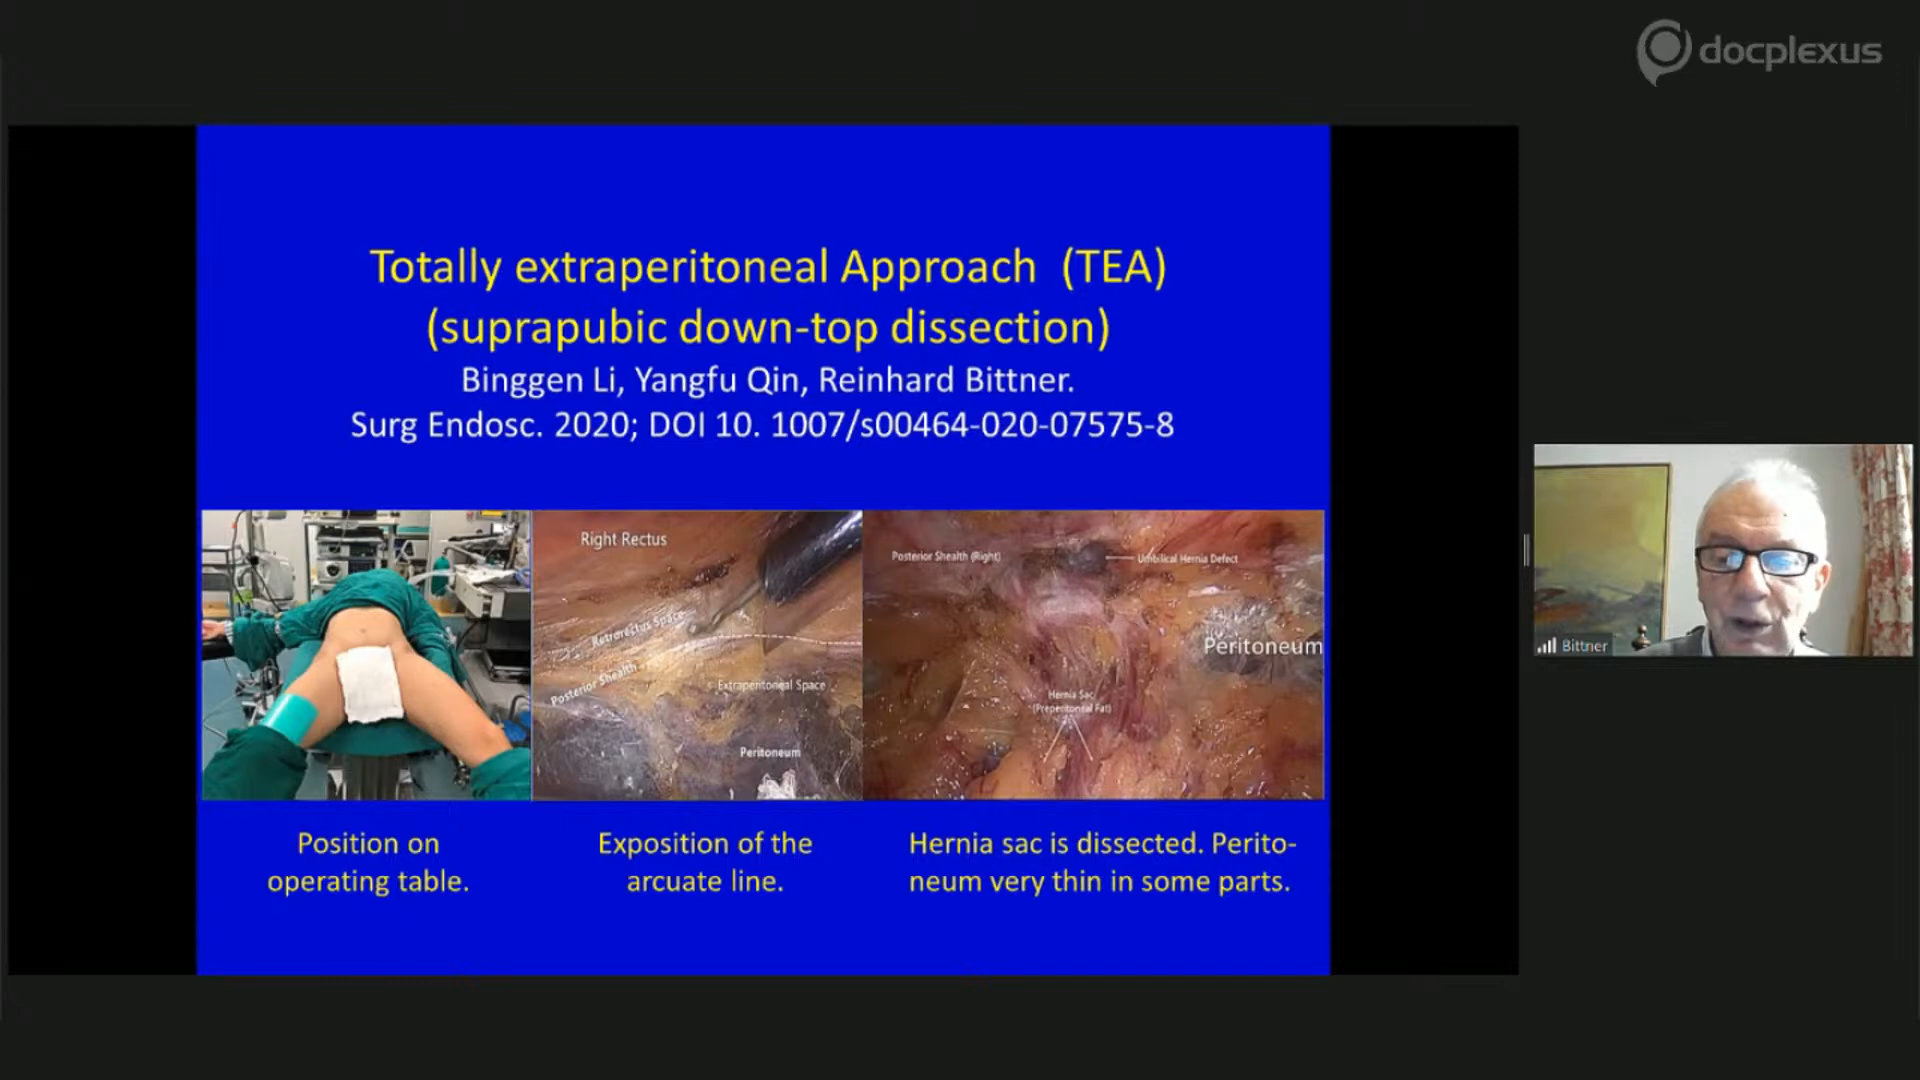 docplexus
Totally extraperitoneal Approach (TEA)
(suprapubic down-top dissection)
Binggen Li, Yangfu Qin, Reinhard Bittner.
Surg Endosc. 2020; DOI 10. 1007/s00464-020-07575-8
Right Rectus
Retrorectus Space
Posterior Shealth
Extraperitoneal Space
Peritoneum
Posterior Shealth (Right)
Umbilical Hernia Defect
Peritoneum
Hernia Sac
(Preperitoneal Fat)
Position on
operating table.
Exposition of the
arcuate line.
Hernia sac is dissected. Perito-
neum very thin in some parts.
Bittner